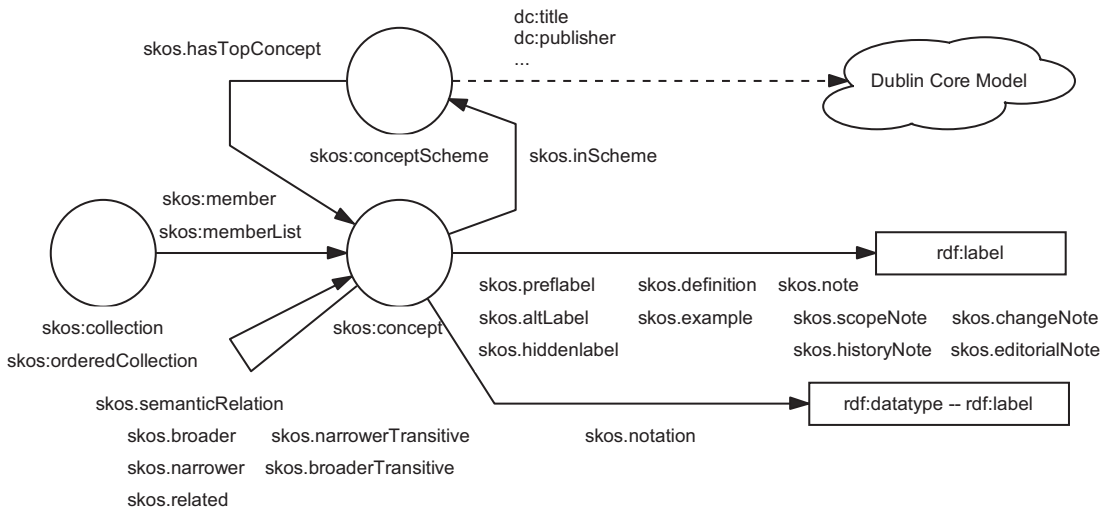 dc:title
dc:publisher
...
skos.hasTopConcept
Dublin Core Model
skos:conceptScheme
skos.inScheme
skos:member
skos:memberList
rdf:label
skos.preflabel skos.definition skos.note
skos:collection
skos:concept
skos.altLabel skos.example skos.scopeNote skos.changeNote
skos:orderedCollection
skos.hiddenlabel skos.historyNote skos.editorialNote
skos.semanticRelation
rdf:datatype -- rdf:label
skos.broader skos.narrowerTransitive
skos.notation
skos.narrower skos.broaderTransitive
skos.related